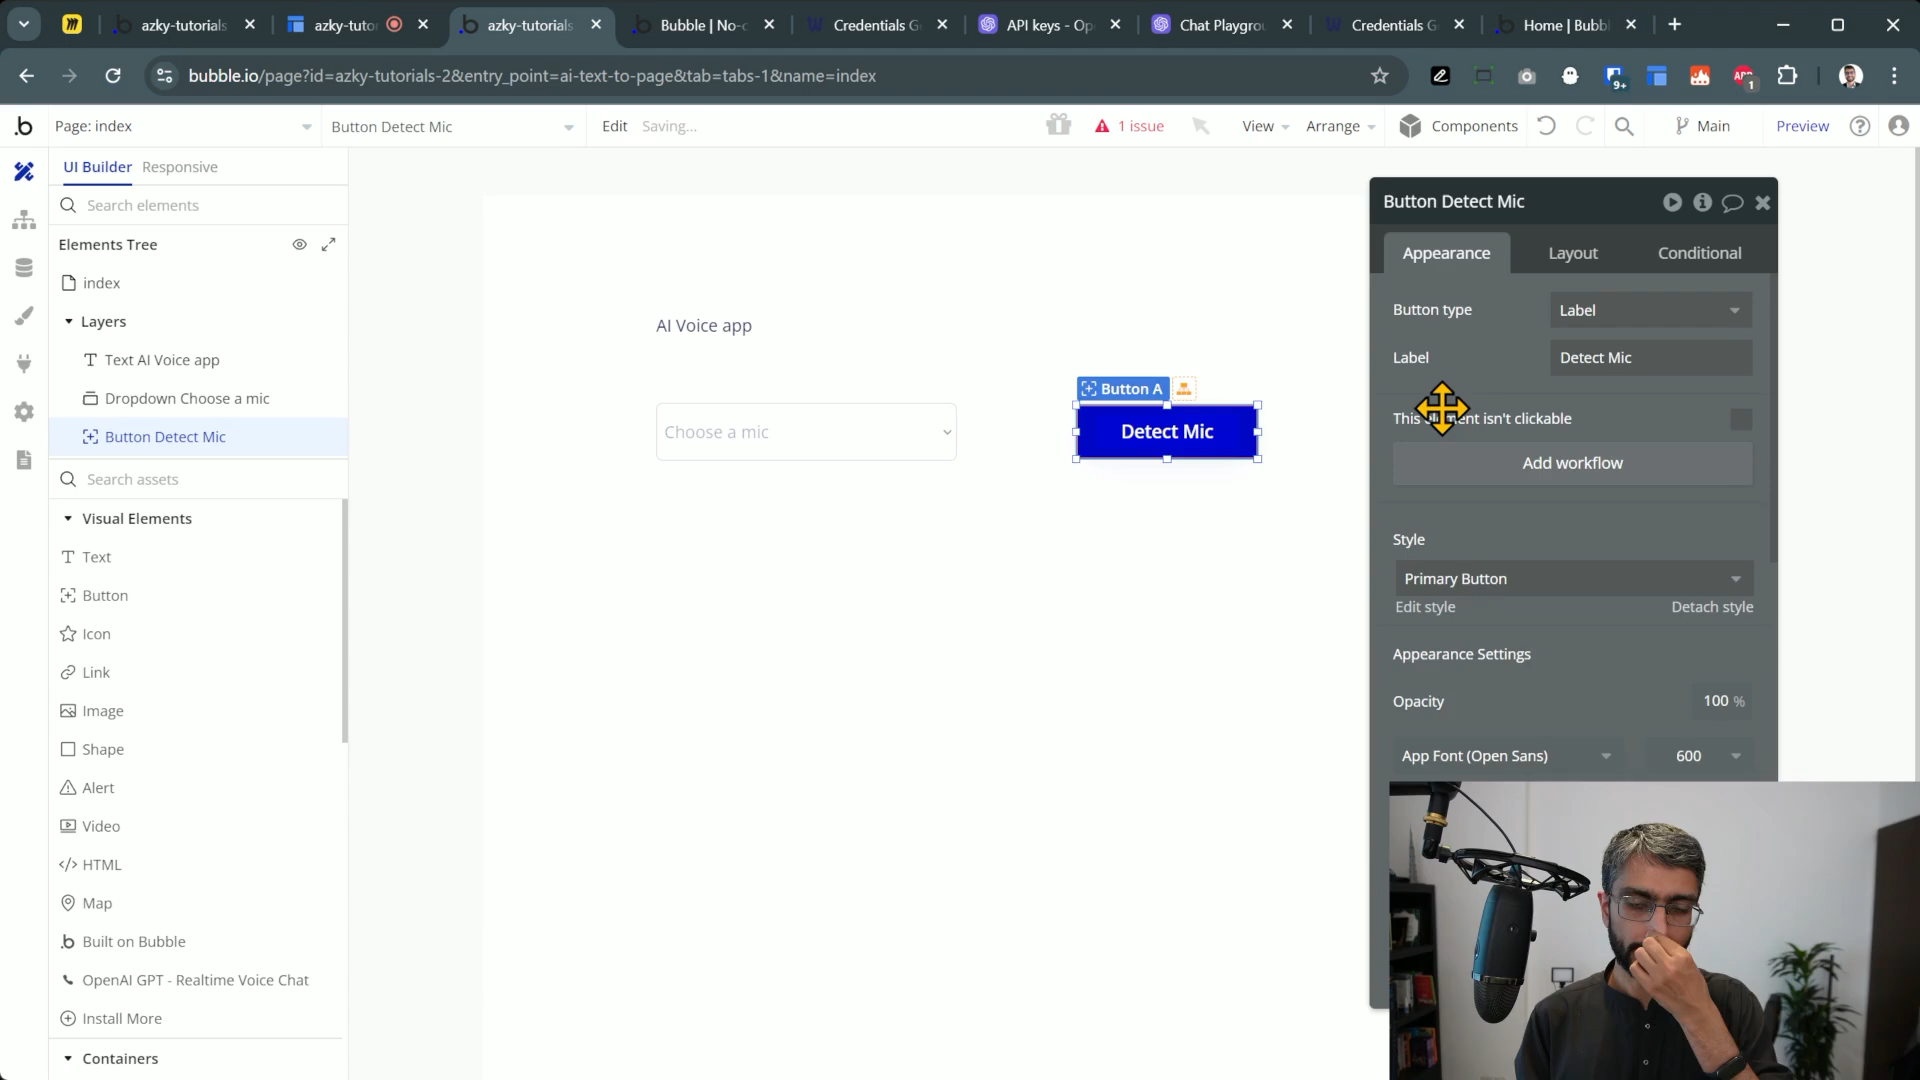 azky-tutorials
azky-tuto
azky-tutorials
Bubble | No-c
Credentials G
API keys - Op
Chat Playgrou
Credentials G
Home | Bubbl
bubble.io/page?id=azky-tutorials-2&entry_point=ai-text-to-page&tab=tabs-1&name=index
9+
1
Page: index
Button Detect Mic
Edit
Saving...
1 issue
View
Arrange
Components
Main
Preview
UI Builder
Responsive
Search elements
Elements Tree
index
Layers
Text AI Voice app
Dropdown Choose a mic
Button Detect Mic
Search assets
Visual Elements
Text
Button
Icon
Link
Image
Shape
Alert
Video
HTML
Map
Built on Bubble
OpenAI GPT - Realtime Voice Chat
Install More
Containers
AI Voice app
Choose a mic
Button A
Detect Mic
Button Detect Mic
Appearance
Layout
Conditional
Button type
Label
Label
Detect Mic
This element isn't clickable
Add workflow
Style
Primary Button
Edit style
Detach style
Appearance Settings
Opacity
100 %
App Font (Open Sans)
600